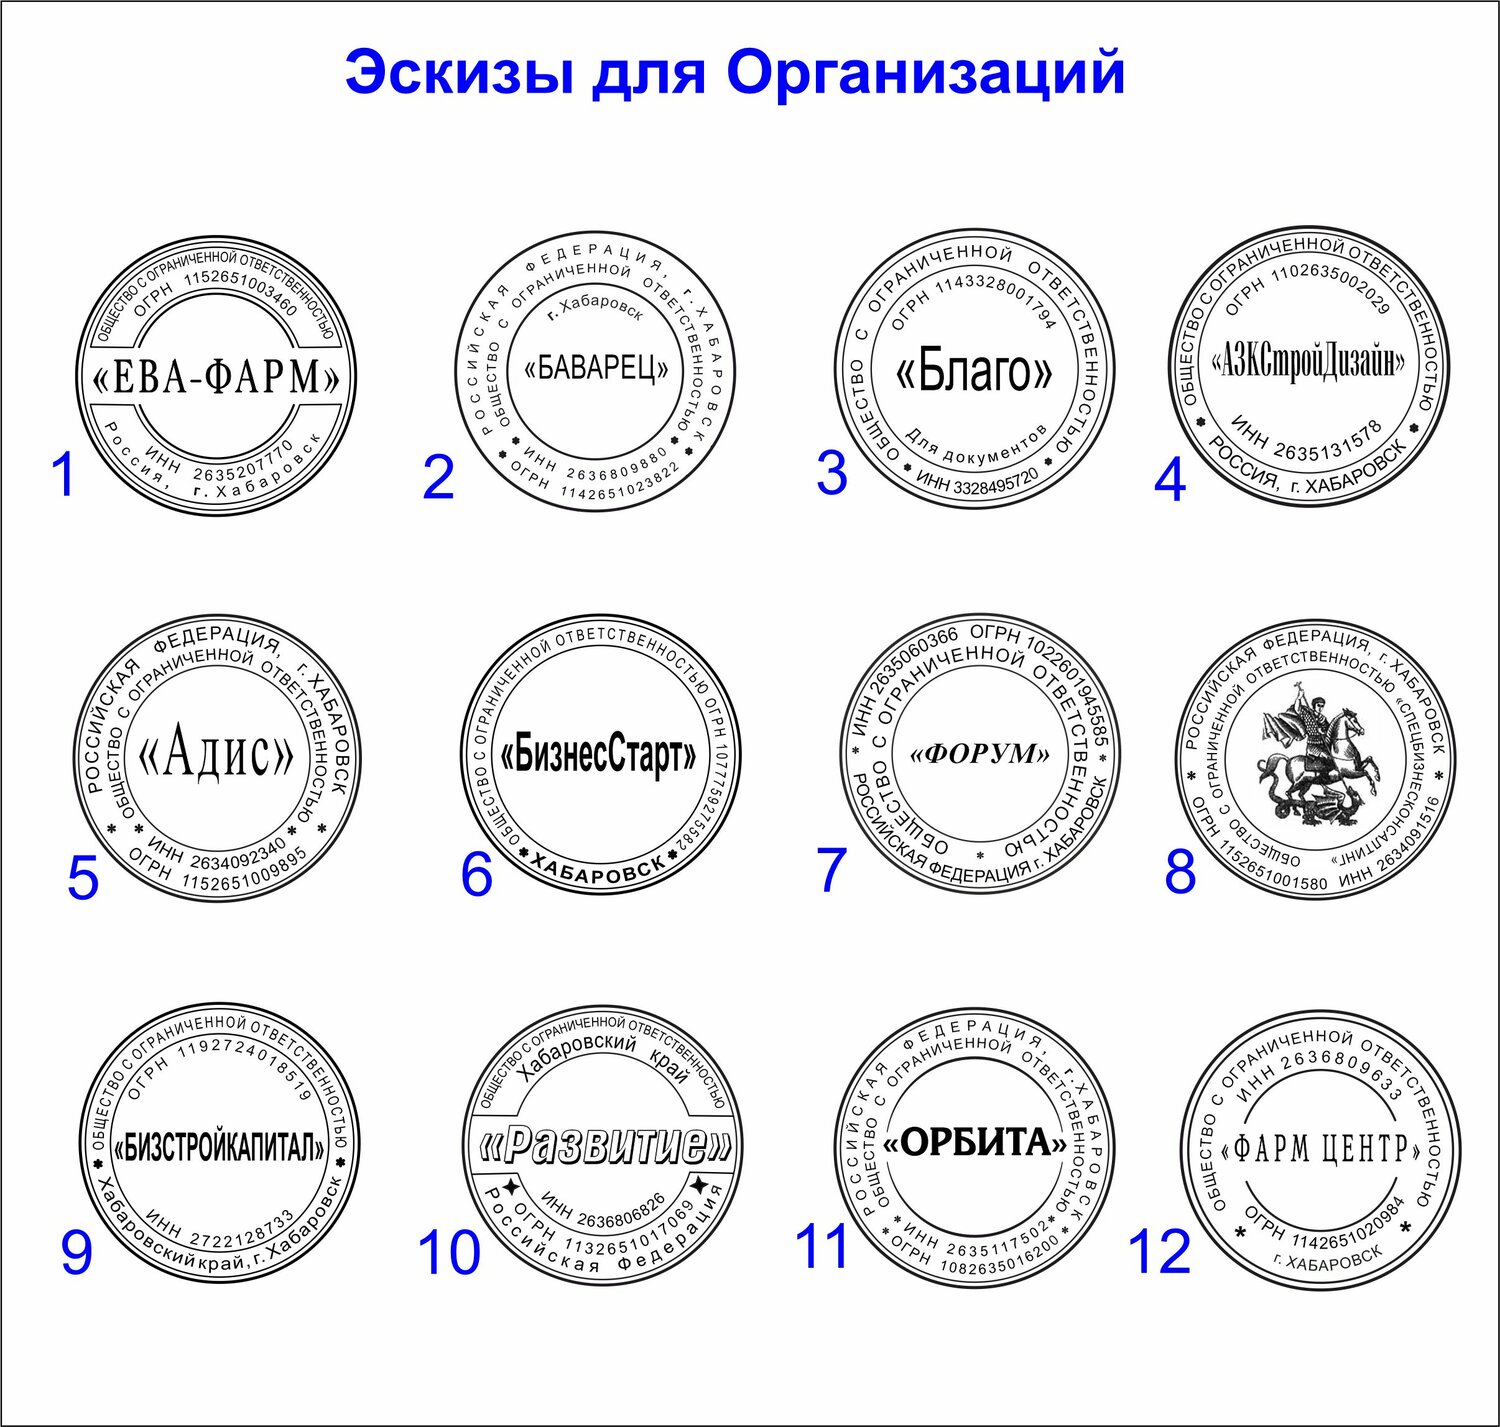 Эскизы для Организаций
ОБЩЕСТВО С ОГРАНИЧЕННОЙ ОТВЕТСТВЕННОСТЬЮ
ОГРН 1152651003460
«ЕВА-ФАРМ»
ИНН 2635207770
Россия, г. Хабаровск
1
РОССИЙСКАЯ ФЕДЕРАЦИЯ, г. ХАБАРОВСК
ОБЩЕСТВО С ОГРАНИЧЕННОЙ ОТВЕТСТВЕННОСТЬЮ
г. Хабаровск
«БАВАРЕЦ»
* ИНН 2636809880 *
* ОГРН 1142651023822 *
2
ОБЩЕСТВО С ОГРАНИЧЕННОЙ ОТВЕТСТВЕННОСТЬЮ
ОГРН 1143328001794
«Благо»
Для документов
* ИНН 3328495720 *
3
ОБЩЕСТВО С ОГРАНИЧЕННОЙ ОТВЕТСТВЕННОСТЬЮ
ОГРН 1102635002029
«АЗКСтройДизайн»
ИНН 2635131578
* РОССИЯ, г. ХАБАРОВСК *
4
РОССИЙСКАЯ ФЕДЕРАЦИЯ, г. ХАБАРОВСК
ОБЩЕСТВО С ОГРАНИЧЕННОЙ ОТВЕТСТВЕННОСТЬЮ
«Адис»
* ИНН 2634092340 *
* ОГРН 1152651009895 *
5
ОБЩЕСТВО С ОГРАНИЧЕННОЙ ОТВЕТСТВЕННОСТЬЮ ОГРН 1077759275582
«БизнесСтарт»
* ХАБАРОВСК *
6
* ИНН 2635060366 ОГРН 1022601945585 *
ОБЩЕСТВО С ОГРАНИЧЕННОЙ ОТВЕТСТВЕННОСТЬЮ *
«ФОРУМ»
РОССИЙСКАЯ ФЕДЕРАЦИЯ г. ХАБАРОВСК
7
РОССИЙСКАЯ ФЕДЕРАЦИЯ, г. ХАБАРОВСК
ОБЩЕСТВО С ОГРАНИЧЕННОЙ ОТВЕТСТВЕННОСТЬЮ «СПЕЦБИЗНЕСКОНСАЛТИНГ»
* ОГРН 1152651001580 ИНН 2634091516 *
8
ОБЩЕСТВО С ОГРАНИЧЕННОЙ ОТВЕТСТВЕННОСТЬЮ
ОГРН 1192724018519
«БИЗСТРОЙКАПИТАЛ»
ИНН 2722128733
* Хабаровский край, г. Хабаровск *
9
ОБЩЕСТВО С ОГРАНИЧЕННОЙ ОТВЕТСТВЕННОСТЬЮ
Хабаровский край
«Развитие»
ИНН 2636806826
ОГРН 1132651017069
Российская Федерация
10
РОССИЙСКАЯ ФЕДЕРАЦИЯ, г. ХАБАРОВСК
ОБЩЕСТВО С ОГРАНИЧЕННОЙ ОТВЕТСТВЕННОСТЬЮ
«ОРБИТА»
* ИНН 2635117502 *
* ОГРН 1082635016200 *
11
ОБЩЕСТВО С ОГРАНИЧЕННОЙ ОТВЕТСТВЕННОСТЬЮ
ИНН 2636809633
«ФАРМ ЦЕНТР»
* ОГРН 1142651020984 *
г. ХАБАРОВСК
12